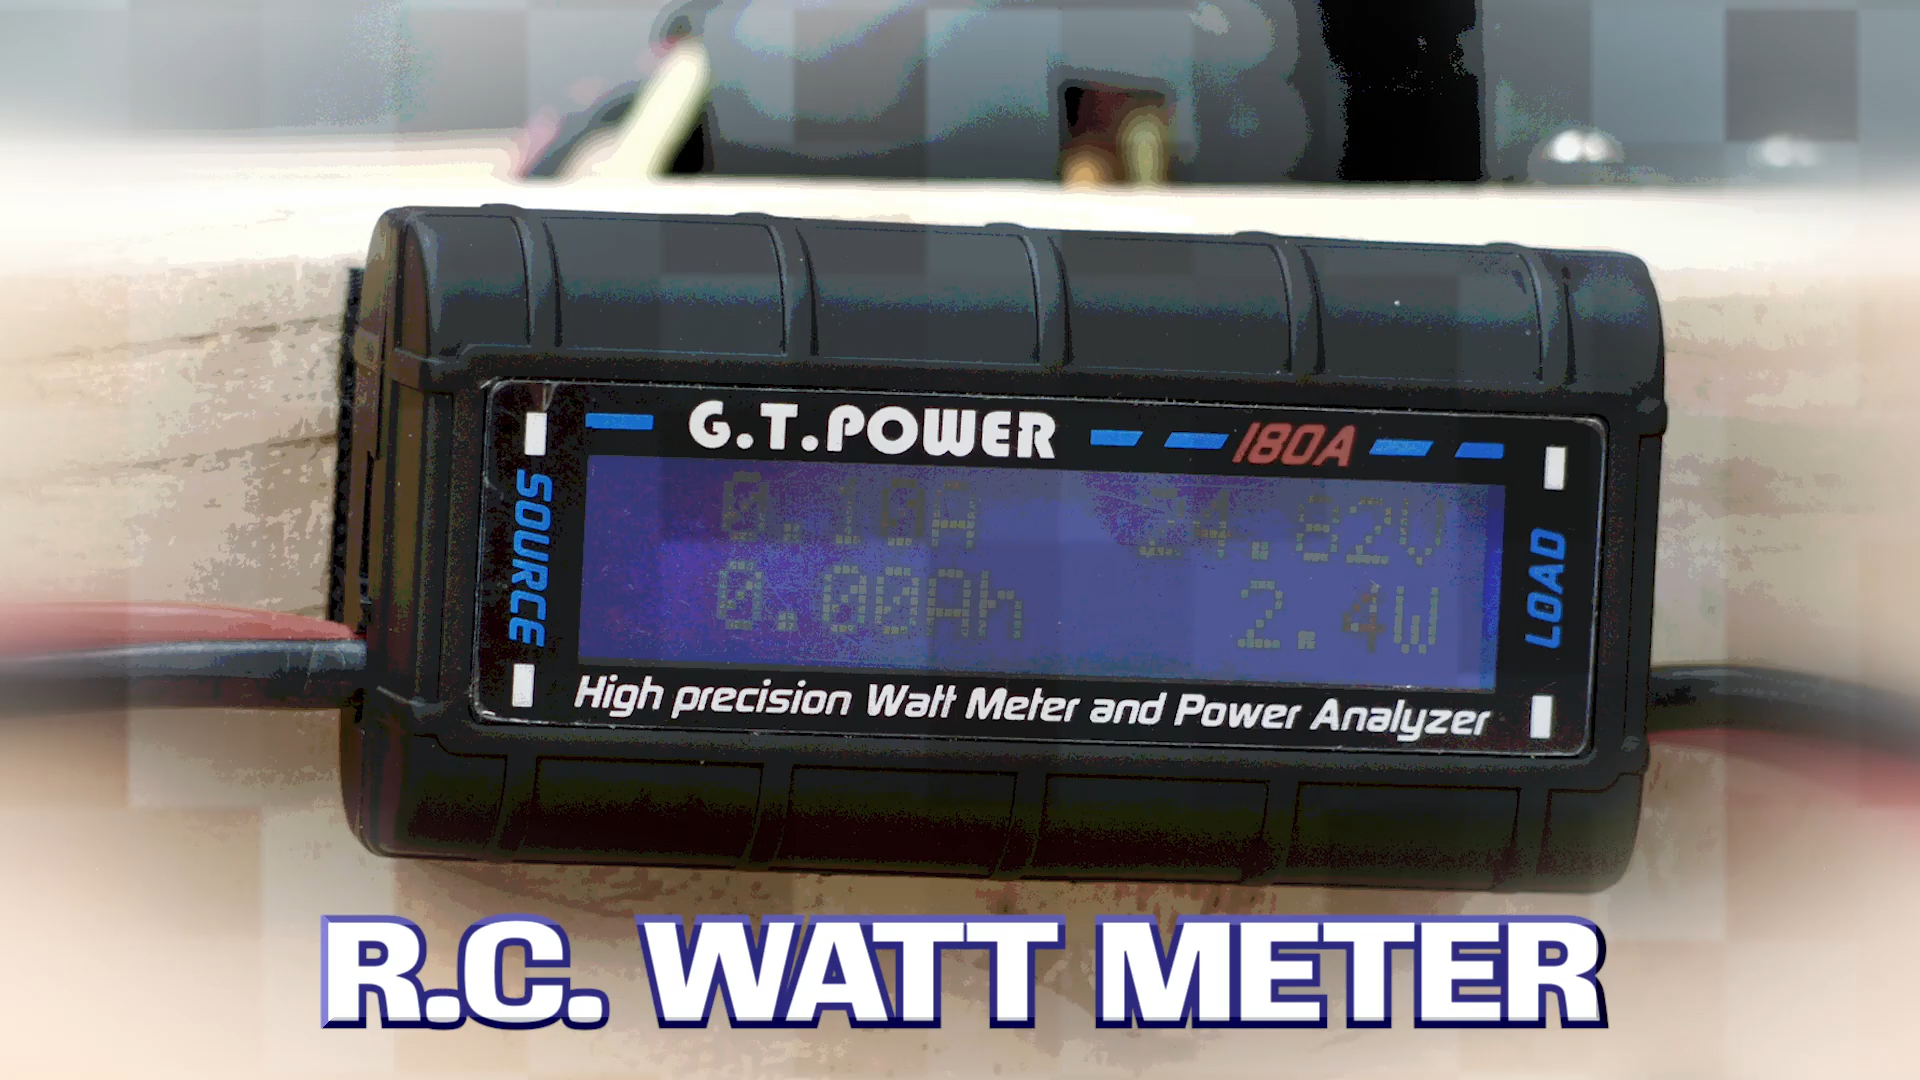 G.T.POWER 180A
SOURCE
0.10A 24.82V
0.00Ah 2.4W
LOAD
High precision Watt Meter and Power Analyzer
R.C. WATT METER